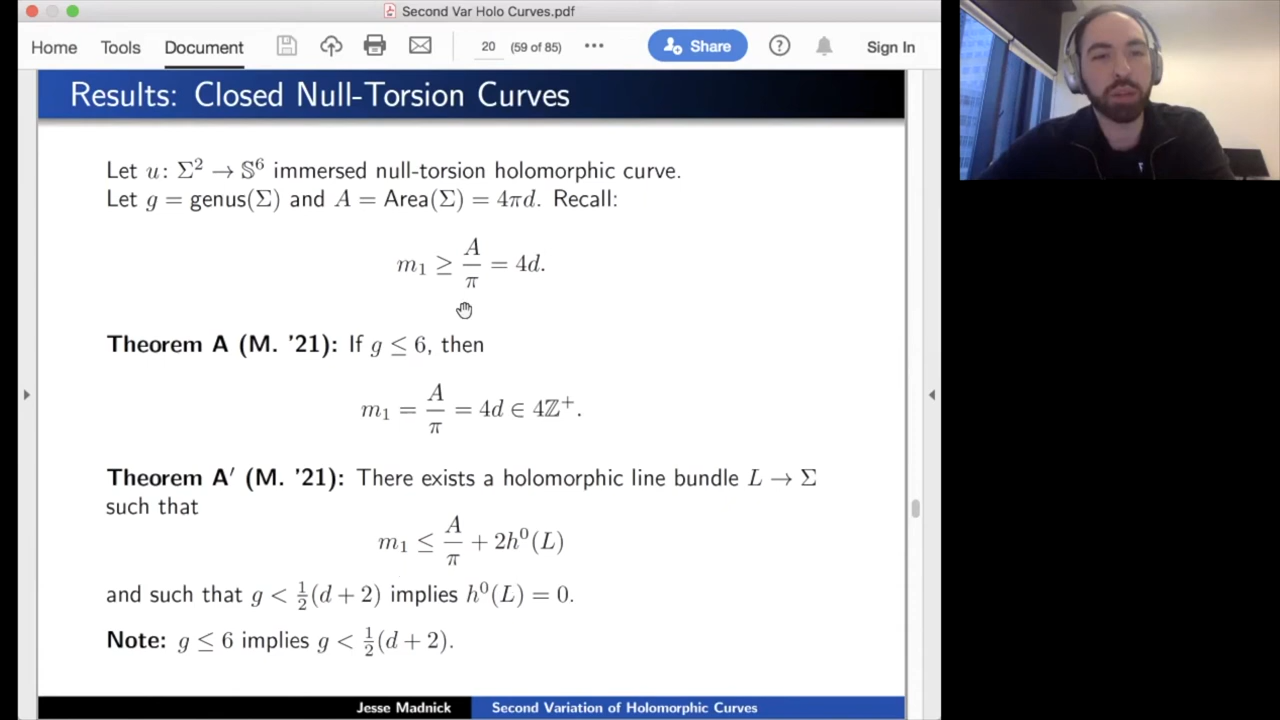 Second Var Holo Curves.pdf
Home Tools Document 20 (59 of 85) ••• Share Sign In
Results: Closed Null-Torsion Curves
Let u: Σ² → 𝕊⁶ immersed null-torsion holomorphic curve.
Let g = genus(Σ) and A = Area(Σ) = 4πd. Recall:
m₁ ≥ A/π = 4d.
Theorem A (M. '21): If g ≤ 6, then
m₁ = A/π = 4d ∈ 4ℤ⁺.
Theorem A′ (M. '21): There exists a holomorphic line bundle L → Σ
such that
m₁ ≤ A/π + 2h⁰(L)
and such that g < ½(d + 2) implies h⁰(L) = 0.
Note: g ≤ 6 implies g < ½(d + 2).
Jesse Madnick Second Variation of Holomorphic Curves